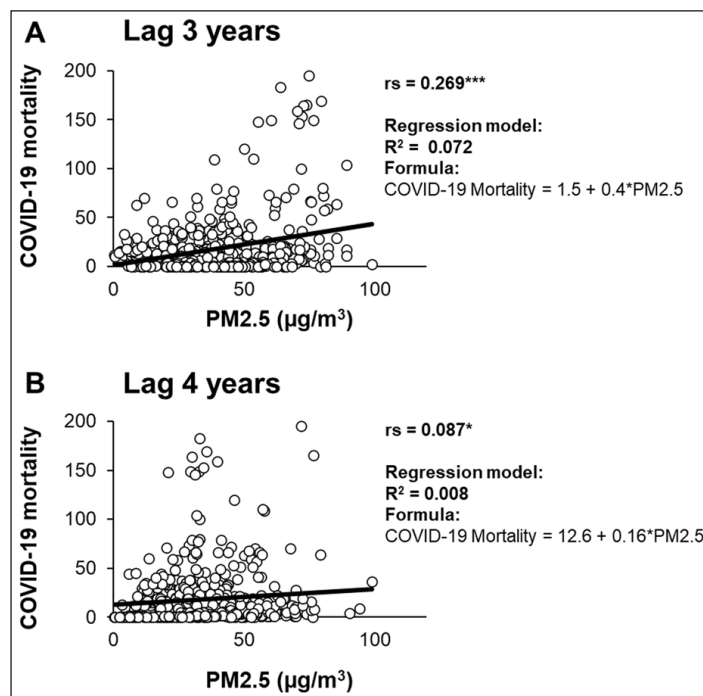 A Lag 3 years
COVID-19 mortality
200
150
100
50
0
0 50 100
PM2.5 (µg/m³)
rs = 0.269***
Regression model:
R² = 0.072
Formula:
COVID-19 Mortality = 1.5 + 0.4*PM2.5
B Lag 4 years
COVID-19 mortality
200
150
100
50
0
0 50 100
PM2.5 (µg/m³)
rs = 0.087*
Regression model:
R² = 0.008
Formula:
COVID-19 Mortality = 12.6 + 0.16*PM2.5